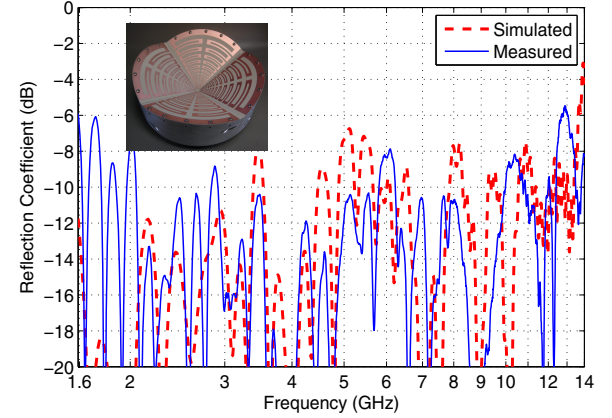 0
−2
−4
−6
−8
−10
−12
−14
−16
−18
−20
Reflection Coefficient (dB)
Simulated
Measured
1.6 2 3 4 5 6 7 8 9 10 12 14
Frequency (GHz)